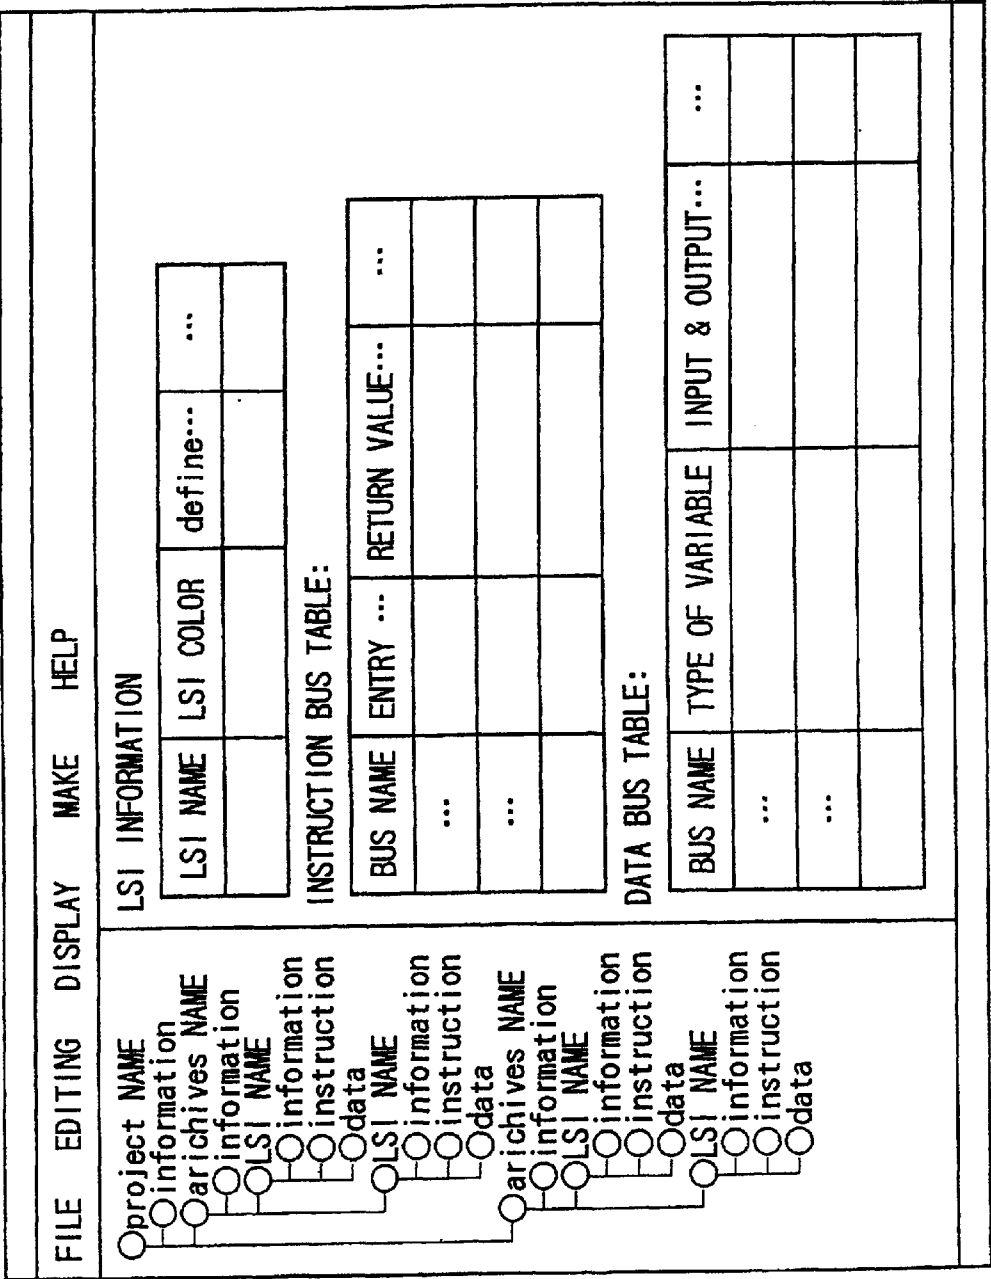 FILE EDITING DISPLAY MAKE HELP
project NAME
information
arichives NAME
information
LSI NAME
information
instruction
data
LSI NAME
information
instruction
data
arichives NAME
information
LSI NAME
information
instruction
data
LSI NAME
information
instruction
data
LSI INFORMATION
LSI NAME LSI COLOR define… …
INSTRUCTION BUS TABLE:
BUS NAME ENTRY … RETURN VALUE… …
…
…
DATA BUS TABLE:
BUS NAME TYPE OF VARIABLE INPUT & OUTPUT… …
…
…